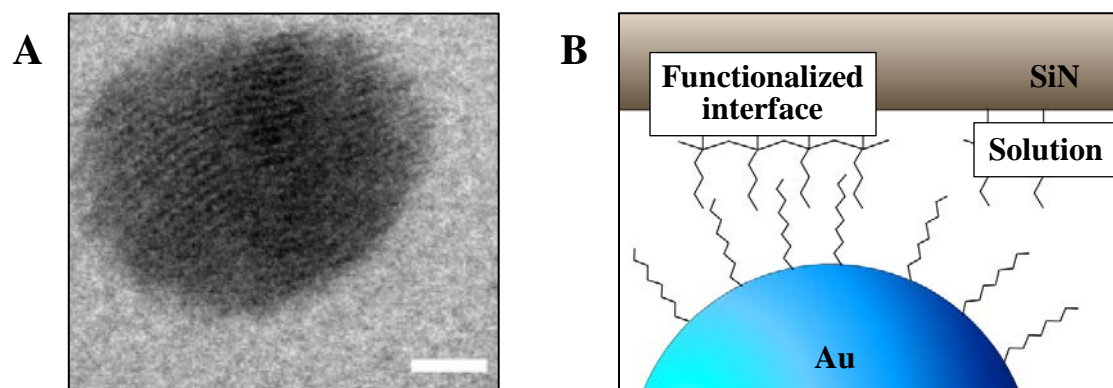 A
B
Functionalized
interface
SiN
Solution
Au